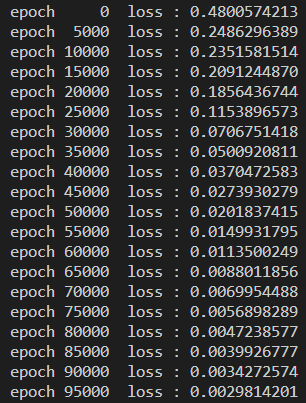 epoch     0  loss : 0.4800574213
epoch  5000  loss : 0.2486296389
epoch 10000  loss : 0.2351581514
epoch 15000  loss : 0.2091244870
epoch 20000  loss : 0.1856436744
epoch 25000  loss : 0.1153896573
epoch 30000  loss : 0.0706751418
epoch 35000  loss : 0.0500920811
epoch 40000  loss : 0.0370472583
epoch 45000  loss : 0.0273930279
epoch 50000  loss : 0.0201837415
epoch 55000  loss : 0.0149931795
epoch 60000  loss : 0.0113500249
epoch 65000  loss : 0.0088011856
epoch 70000  loss : 0.0069954488
epoch 75000  loss : 0.0056898289
epoch 80000  loss : 0.0047238577
epoch 85000  loss : 0.0039926777
epoch 90000  loss : 0.0034272574
epoch 95000  loss : 0.0029814201